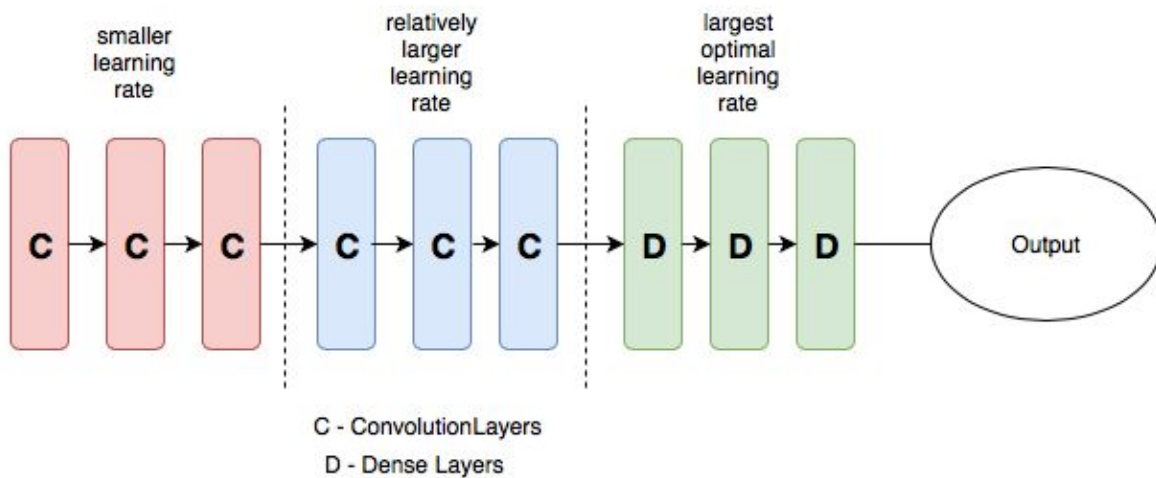 smaller
learning
rate
relatively
larger
learning
rate
largest
optimal
learning
rate
C
C
C
C
C
C
D
D
D
Output
C - ConvolutionLayers
D - Dense Layers